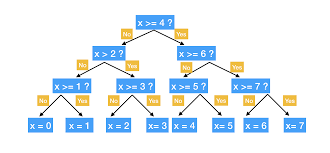 x >= 4 ?
No Yes
x > 2 ? x >= 6 ?
No Yes No Yes
x >= 1 ? x >= 3 ? x >= 5 ? x >= 7 ?
No Yes No Yes No Yes No Yes
x = 0 x = 1 x = 2 x= 3 x = 4 x= 5 x = 6 x= 7